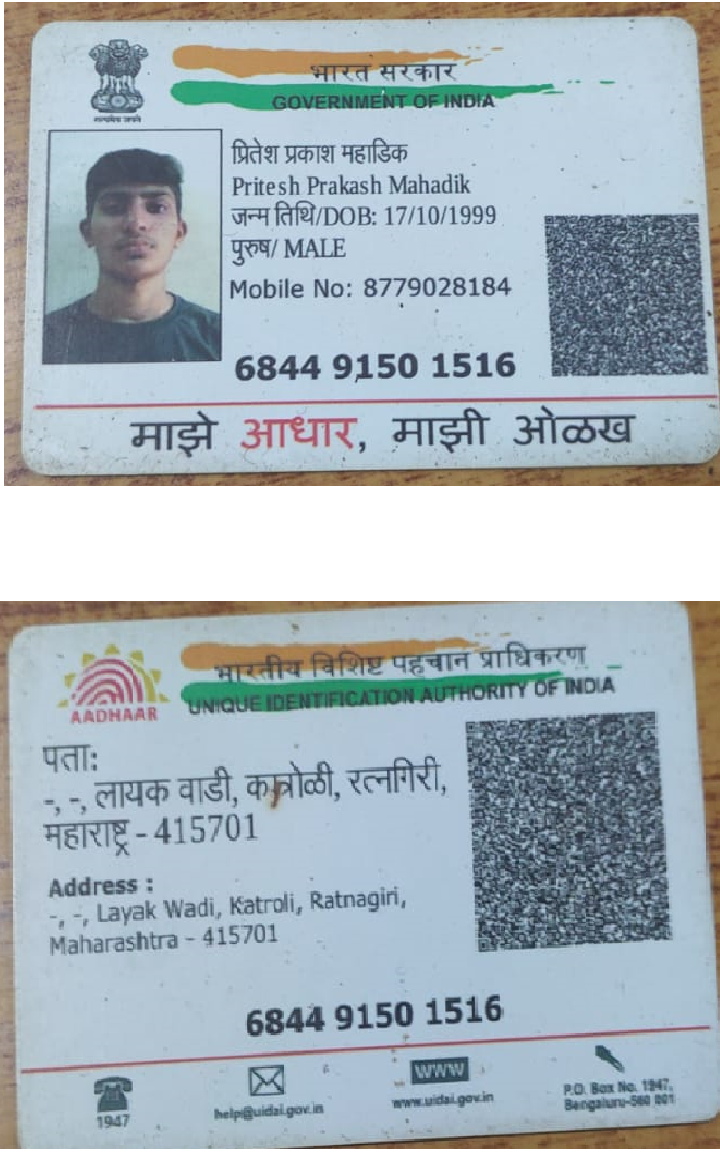 भारत सरकार
GOVERNMENT OF INDIA
सत्यमेव जयते
प्रितेश प्रकाश महाडिक
Pritesh Prakash Mahadik
जन्म तिथि/DOB: 17/10/1999
पुरुष/ MALE
Mobile No: 8779028184
6844 9150 1516
माझे आधार, माझी ओळख
भारतीय विशिष्ट पहचान प्राधिकरण
UNIQUE IDENTIFICATION AUTHORITY OF INDIA
AADHAAR
पता:
-, -, लायक वाडी, कात्रोळी, रत्नगिरी,
महाराष्ट्र - 415701
Address :
-, -, Layak Wadi, Katroli, Ratnagiri,
Maharashtra - 415701
6844 9150 1516
1947
help@uidai.gov.in
WWW
www.uidai.gov.in
P.O. Box No. 1947,
Bengaluru-560 001